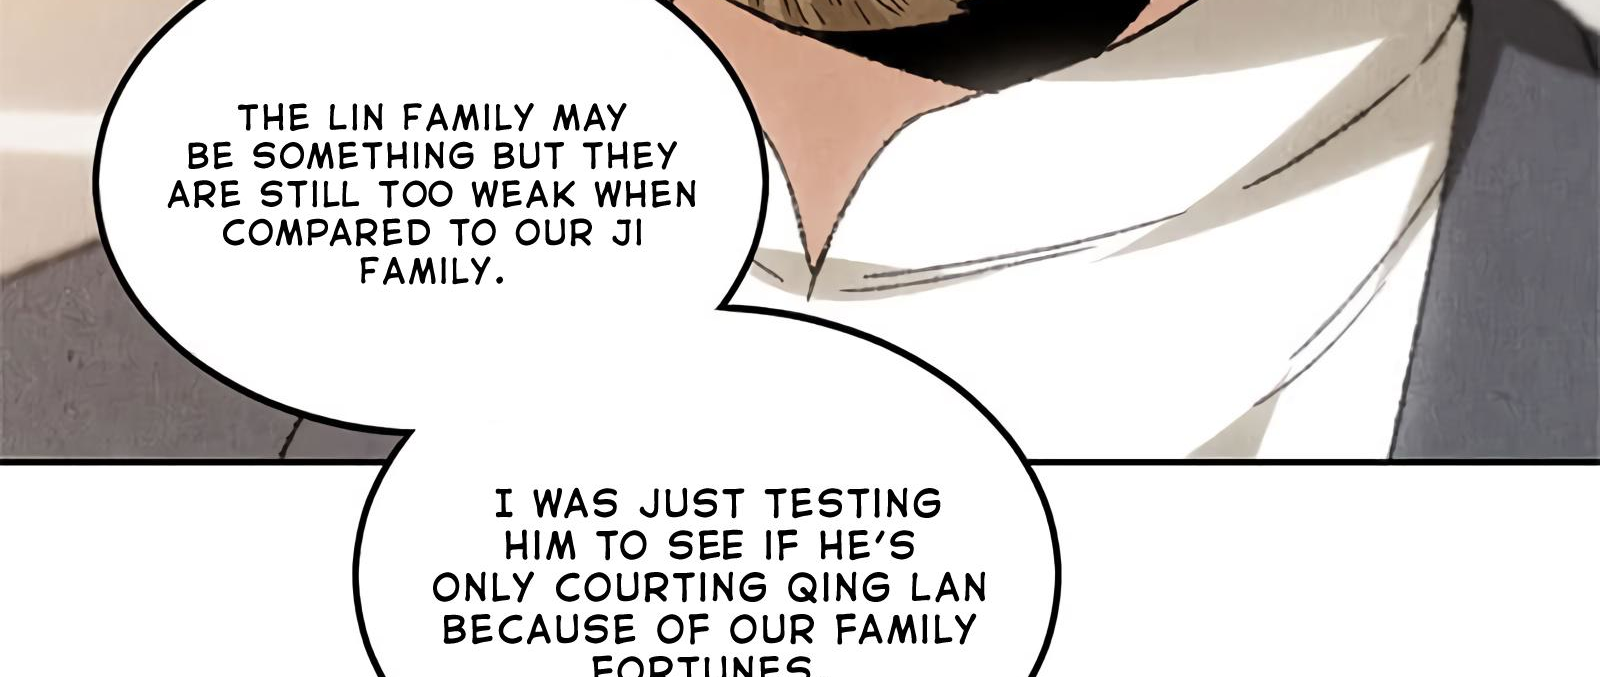 THE LIN FAMILY MAY
BE SOMETHING BUT THEY
ARE STILL TOO WEAK WHEN
COMPARED TO OUR JI
FAMILY.
I WAS JUST TESTING
HIM TO SEE IF HE'S
ONLY COURTING QING LAN
BECAUSE OF OUR FAMILY
FORTUNES.